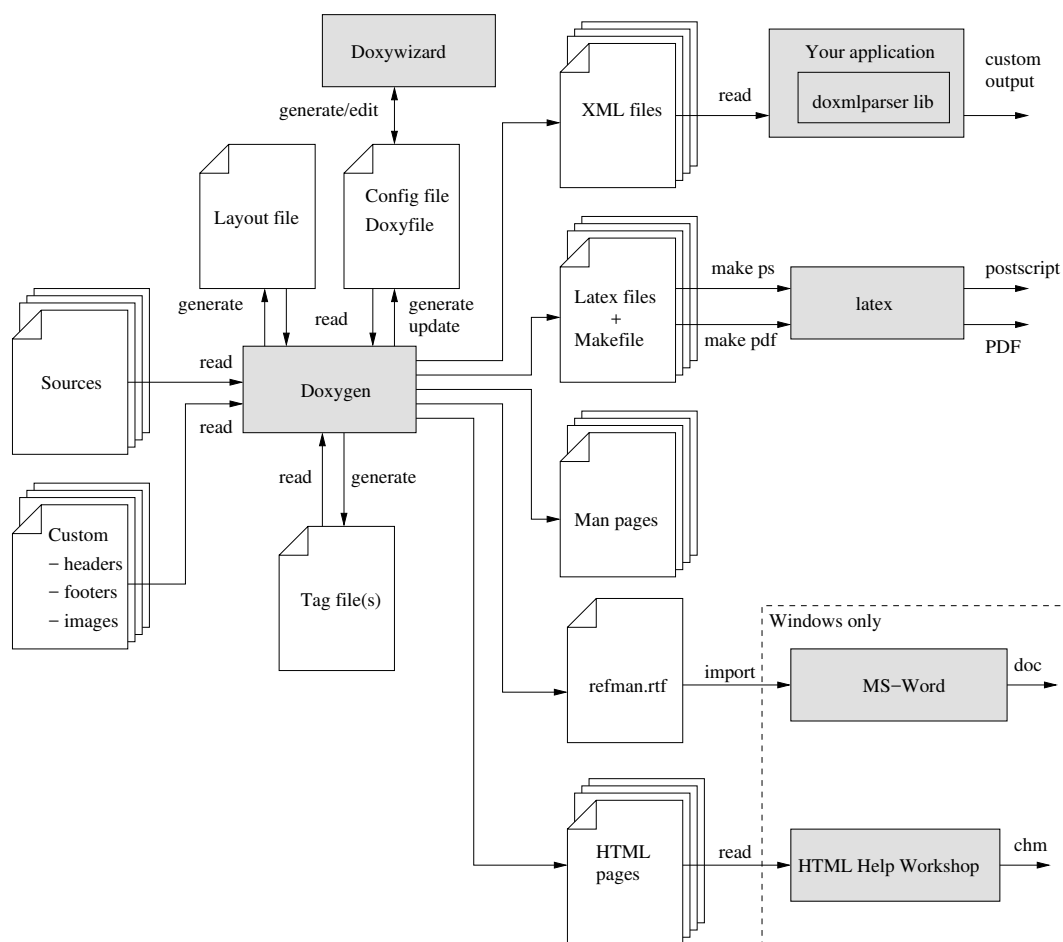 Doxywizard
generate/edit
Layout file
Config file
Doxyfile
generate
read
generate
update
Sources
read
Doxygen
read
Custom
− headers
− footers
− images
read
generate
Tag file(s)
XML files
read
Your application
doxmlparser lib
custom
output
Latex files
+
Makefile
make ps
make pdf
latex
postscript
PDF
Man pages
refman.rtf
import
Windows only
MS−Word
doc
HTML
pages
read
HTML Help Workshop
chm